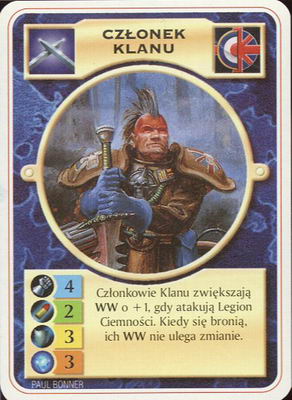 CZŁONEK
KLANU
4
2
3
3
Członkowie Klanu zwiększają
WW o +1, gdy atakują Legion
Ciemności. Kiedy się bronią,
ich WW nie ulega zmianie.
PAUL BONNER